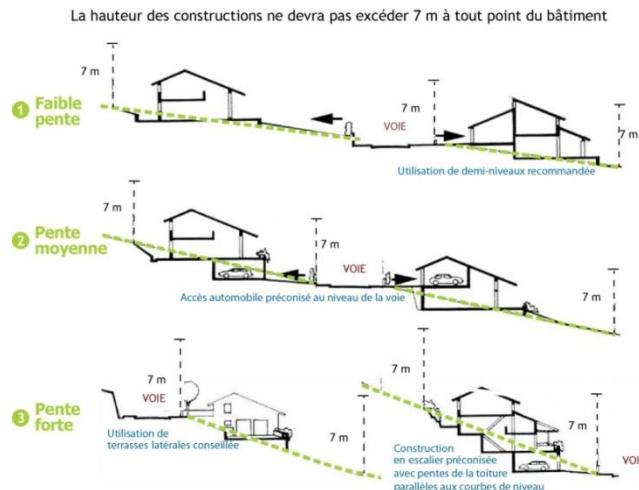 La hauteur des constructions ne devra pas excéder 7 m à tout point du bâtiment
7 m
7 m
1 Faible
pente
VOIE
7 m
Utilisation de demi-niveaux recommandée
7 m
7 m
2 Pente
moyenne
VOIE
7 m
Accès automobile préconisé au niveau de la voie
7 m
7 m
VOIE
3 Pente
forte
Utilisation de
terrasses latérales conseillée
7 m
7 m
7 m
Construction
en escalier préconisée
avec pentes de la toiture
parallèles aux courbes de niveau
VOI